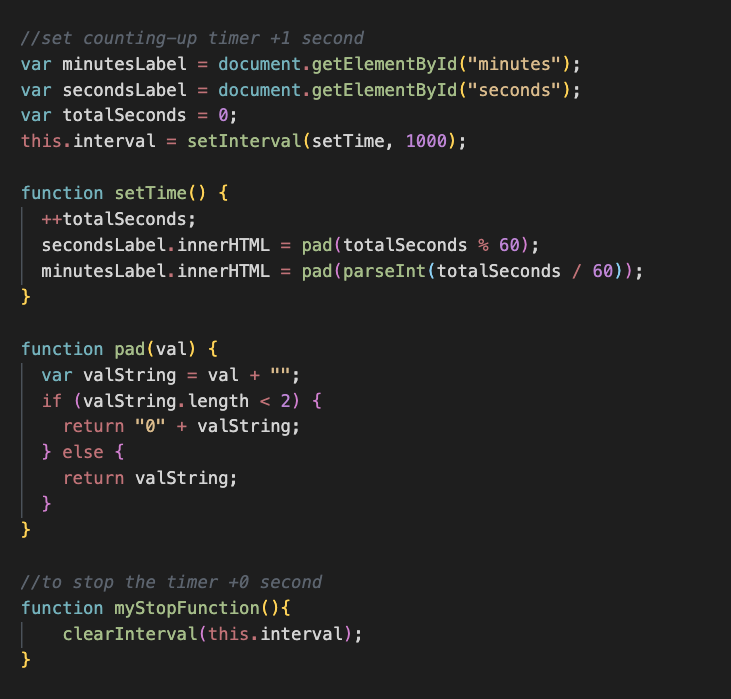 //set counting-up timer +1 second
var minutesLabel = document.getElementById("minutes");
var secondsLabel = document.getElementById("seconds");
var totalSeconds = 0;
this.interval = setInterval(setTime, 1000);

function setTime() {
  ++totalSeconds;
  secondsLabel.innerHTML = pad(totalSeconds % 60);
  minutesLabel.innerHTML = pad(parseInt(totalSeconds / 60));
}

function pad(val) {
  var valString = val + "";
  if (valString.length < 2) {
    return "0" + valString;
  } else {
    return valString;
  }
}

//to stop the timer +0 second
function myStopFunction(){
    clearInterval(this.interval);
}